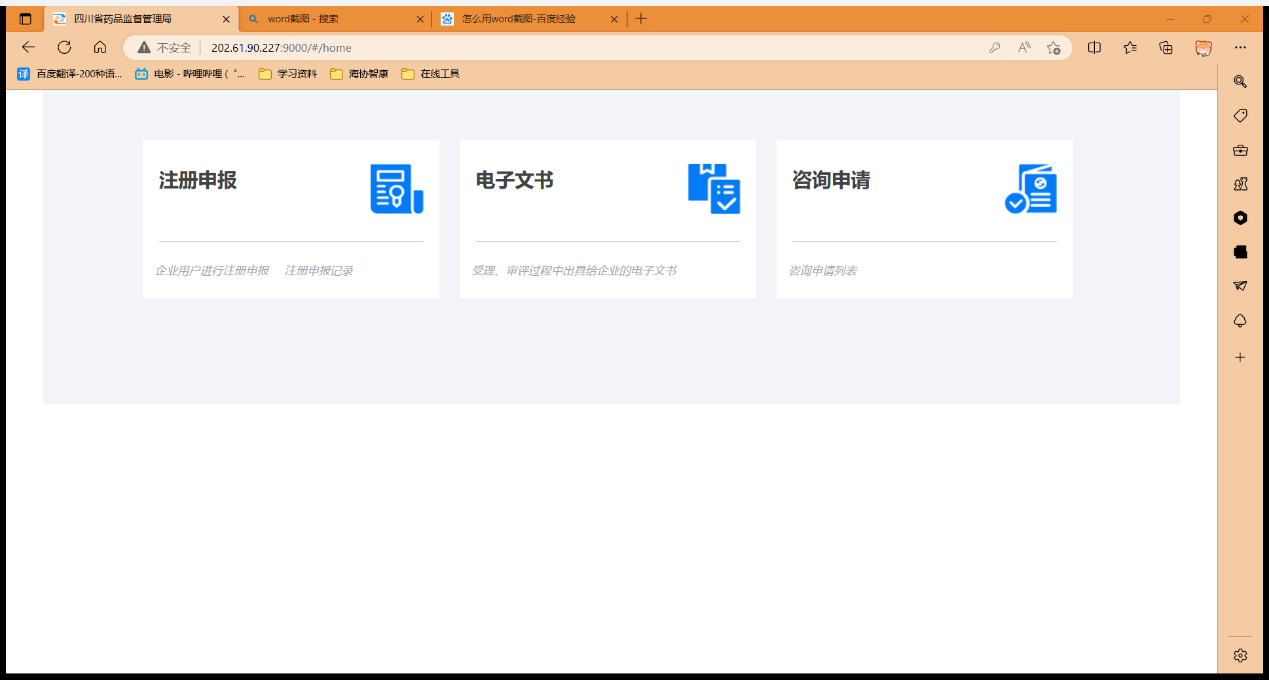 四川省药品监督管理局
word截图 - 搜索
怎么用word截图-百度经验
不安全
202.61.90.227:9000/#/home
译
百度翻译-200种语...
电影 - 哔哩哔哩 (゜...
学习资料
海协智康
在线工具
注册申报
企业用户进行注册申报 注册申报记录
电子文书
受理、审评过程中出具给企业的电子文书
咨询申请
咨询申请列表